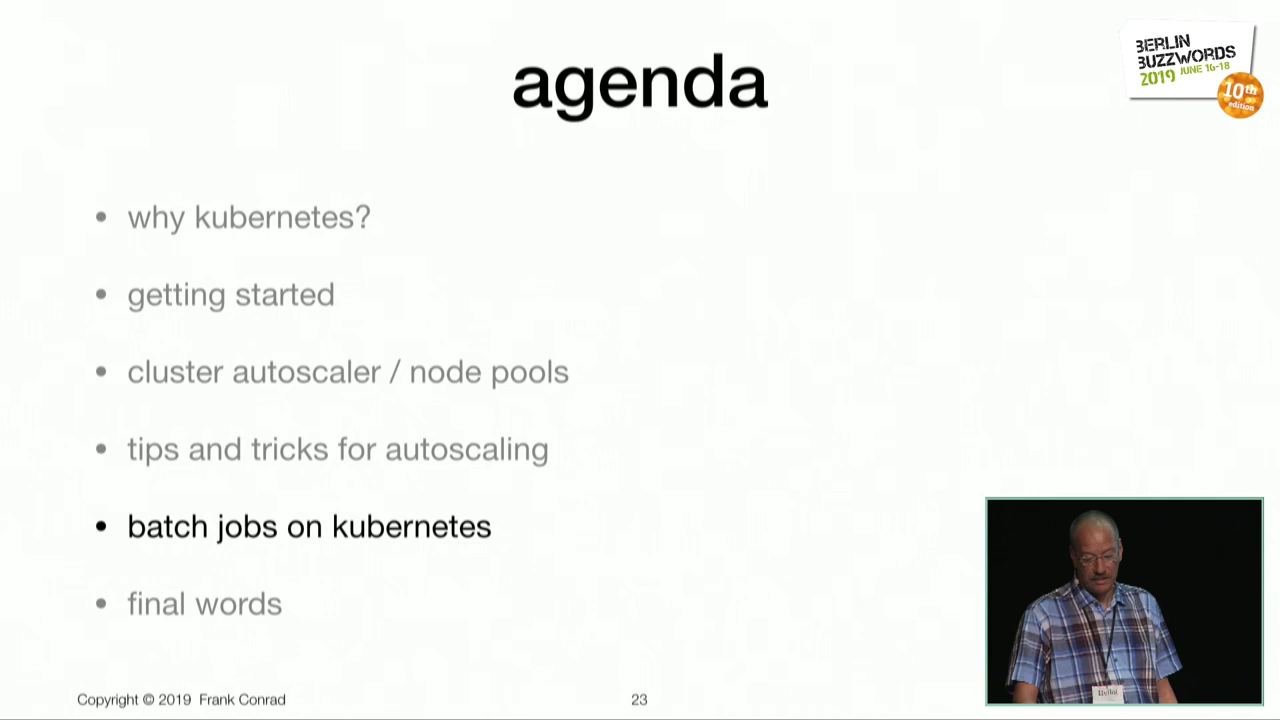 agenda
BERLIN
BUZZWORDS
2019 JUNE 16-18
10th
edition
• why kubernetes?
• getting started
• cluster autoscaler / node pools
• tips and tricks for autoscaling
• batch jobs on kubernetes
• final words
Hello!
Copyright © 2019 Frank Conrad
23